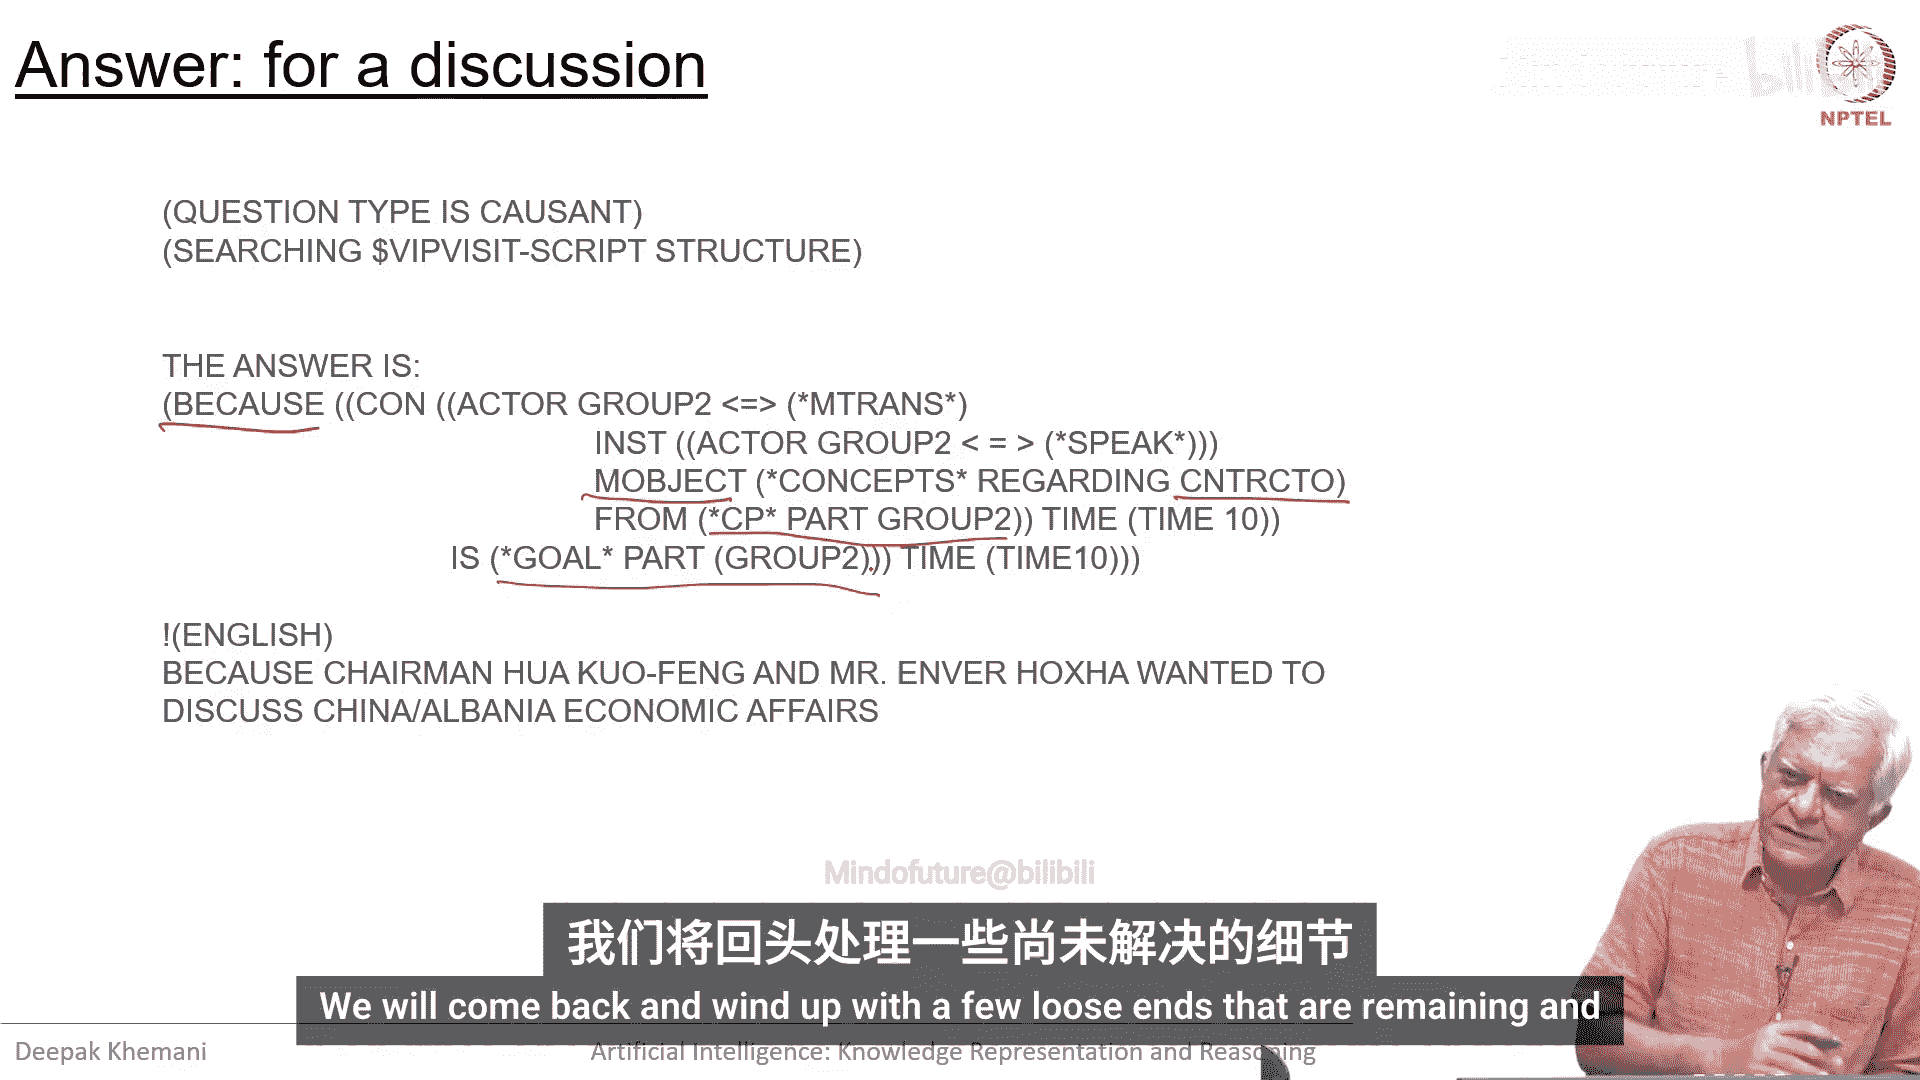 Answer: for a discussion
NPTEL
(QUESTION TYPE IS CAUSANT)
(SEARCHING $VIPVISIT-SCRIPT STRUCTURE)
THE ANSWER IS:
(BECAUSE ((CON ((ACTOR GROUP2 <=> (*MTRANS*)
INST ((ACTOR GROUP2 < = > (*SPEAK*)))
MOBJECT (*CONCEPTS* REGARDING CNTRCTO)
FROM (*CP* PART GROUP2)) TIME (TIME 10))
IS (*GOAL* PART (GROUP2))) TIME (TIME10)))
!(ENGLISH)
BECAUSE CHAIRMAN HUA KUO-FENG AND MR. ENVER HOXHA WANTED TO
DISCUSS CHINA/ALBANIA ECONOMIC AFFAIRS
Mindofuture@bilibili
我们将回头处理一些尚未解决的细节
We will come back and wind up with a few loose ends that are remaining and
Deepak Khemani
Artificial Intelligence: Knowledge Representation and Reasoning